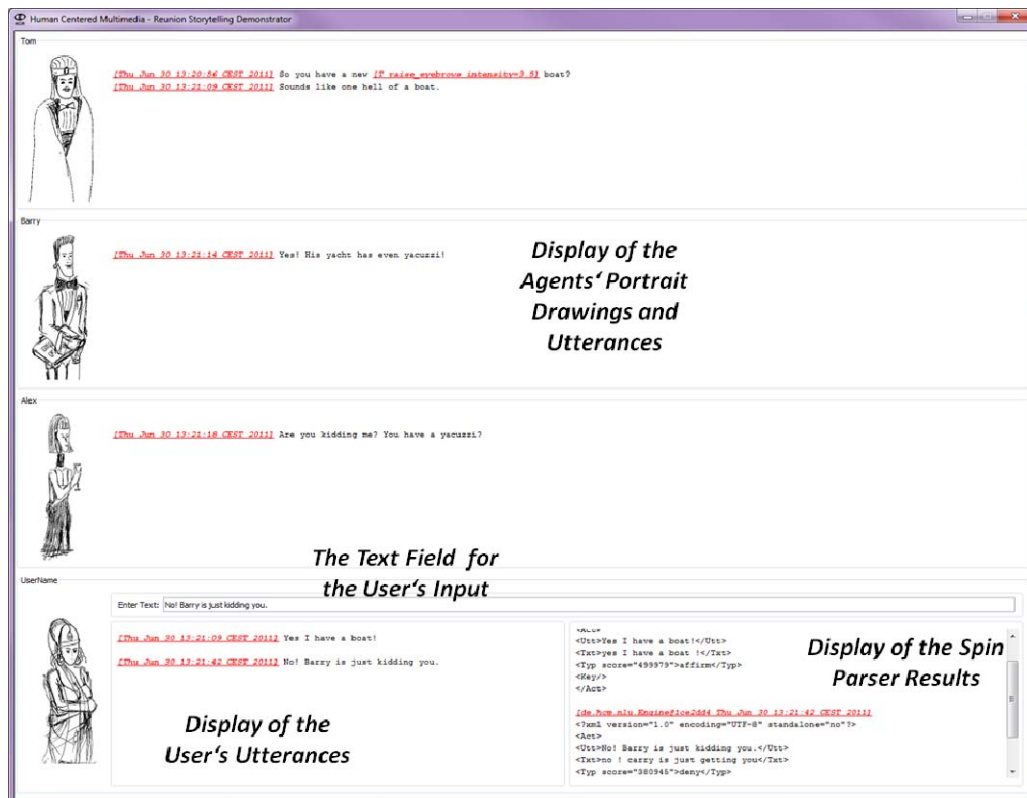 Human Centered Multimedia - Reunion Storytelling Demonstrator
Tom
[Thu Jun 30 13:20:56 CEST 2011] So you have a new [T raise_eyebrows intensity=3.5] boat?
[Thu Jun 30 13:21:09 CEST 2011] Sounds like one hell of a boat.
Barry
[Thu Jun 30 13:21:14 CEST 2011] Yes! His yacht has even yacuzzi!
Display of the
Agents‘ Portrait
Drawings and
Utterances
Alex
[Thu Jun 30 13:21:18 CEST 2011] Are you kidding me? You have a yacuzzi?
The Text Field for
the User‘s Input
UserName
Enter Text: No! Barry is just kidding you.
[Thu Jun 30 13:21:09 CEST 2011] Yes I have a boat!
[Thu Jun 30 13:21:42 CEST 2011] No! Barry is just kidding you.
Display of the
User‘s Utterances
<Act>
<Utt>Yes I have a boat!</Utt>
<Txt>yes I have a boat !</Txt>
<Typ score="499979">affirm</Typ>
<Key/>
</Act>
[de.hcm.nlu.Engine@1ce2dd4 Thu Jun 30 13:21:42 CEST 2011]
<?xml version="1.0" encoding="UTF-8" standalone="no"?>
<Act>
<Utt>No! Barry is just kidding you.</Utt>
<Txt>no ! carry is just getting you</Txt>
<Typ score="380945">deny</Typ>
Display of the Spin
Parser Results